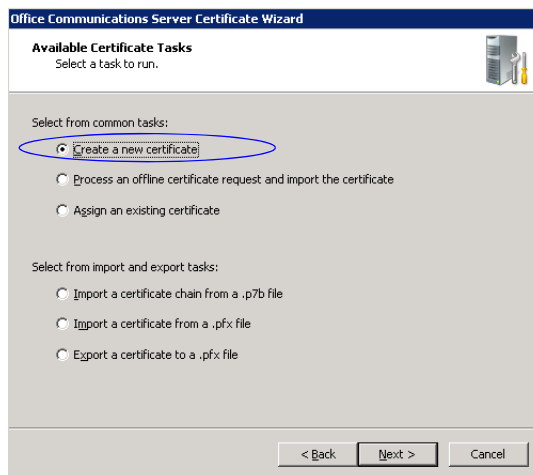 Office Communications Server Certificate Wizard
Available Certificate Tasks
Select a task to run.
Select from common tasks:
Create a new certificate
Process an offline certificate request and import the certificate
Assign an existing certificate
Select from import and export tasks:
Import a certificate chain from a .p7b file
Import a certificate from a .pfx file
Export a certificate to a .pfx file
< Back
Next >
Cancel